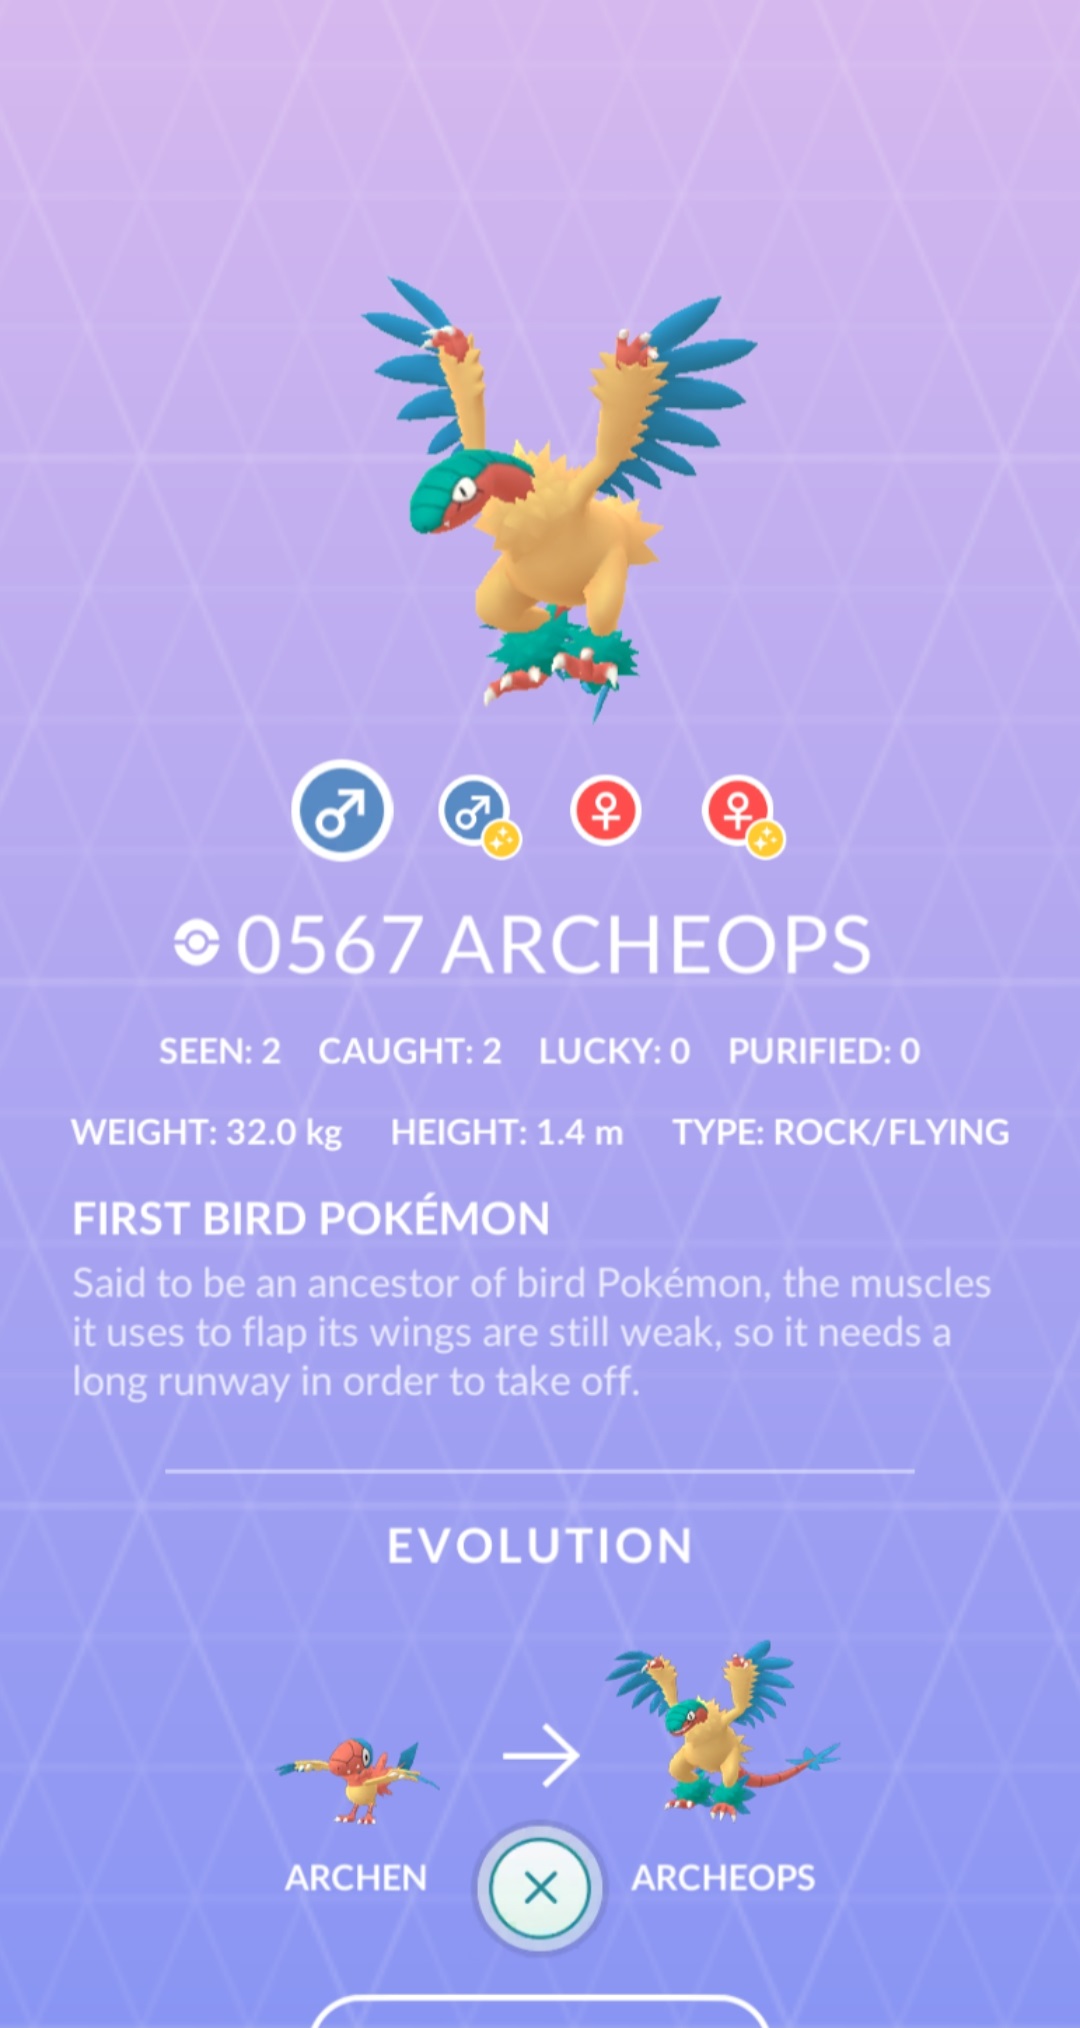 0567 ARCHEOPS
SEEN: 2 CAUGHT: 2 LUCKY: 0 PURIFIED: 0
WEIGHT: 32.0 kg HEIGHT: 1.4 m TYPE: ROCK/FLYING
FIRST BIRD POKÉMON
Said to be an ancestor of bird Pokémon, the muscles
it uses to flap its wings are still weak, so it needs a
long runway in order to take off.
EVOLUTION
ARCHEN ARCHEOPS